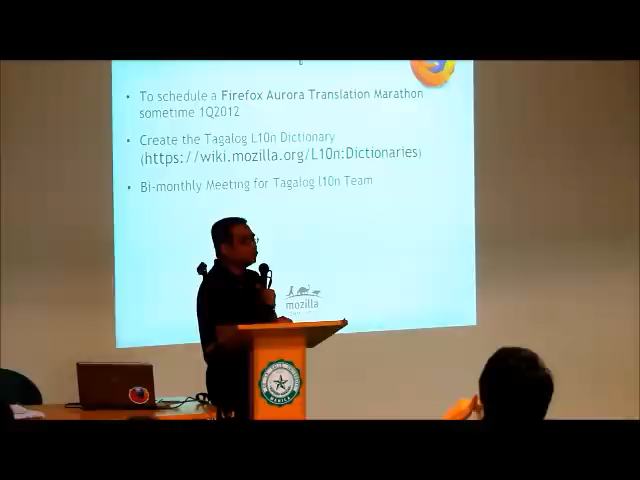 • To schedule a Firefox Aurora Translation Marathon
sometime 1Q2012
• Create the Tagalog L10n Dictionary
(https://wiki.mozilla.org/L10n:Dictionaries)
• Bi-monthly Meeting for Tagalog l10n Team
mozilla
MANILA